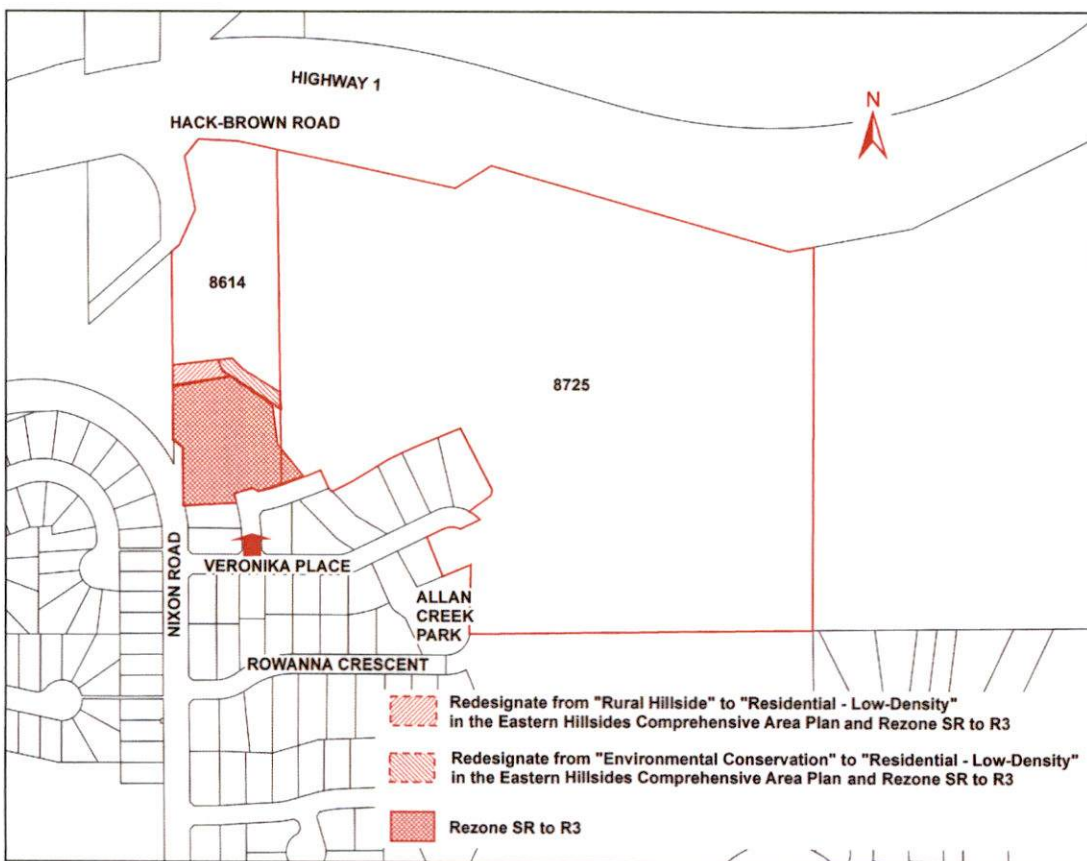 HIGHWAY 1
N
HACK-BROWN ROAD
8614
8725
NIXON ROAD
VERONIKA PLACE
ALLAN
CREEK
PARK
ROWANNA CRESCENT
Redesignate from "Rural Hillside" to "Residential - Low-Density"
in the Eastern Hillsides Comprehensive Area Plan and Rezone SR to R3
Redesignate from "Environmental Conservation" to "Residential - Low-Density"
in the Eastern Hillsides Comprehensive Area Plan and Rezone SR to R3
Rezone SR to R3